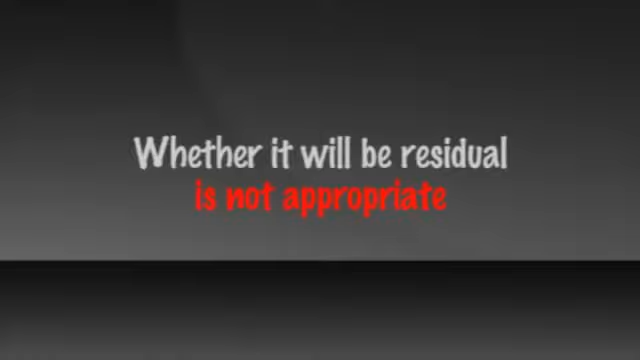 Whether it will be residual
is not appropriate